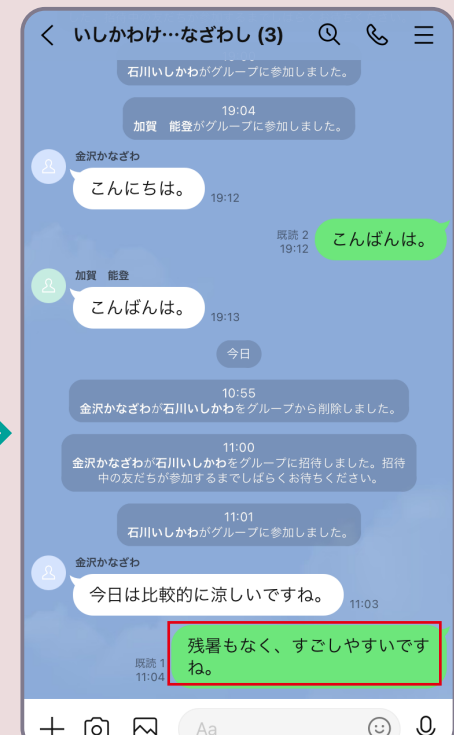 いしかわけ…なざわし (3)
石川いしかわがグループに参加しました。
19:04
加賀　能登がグループに参加しました。
金沢かなざわ
こんにちは。
19:12
既読 2
19:12
こんばんは。
加賀　能登
こんばんは。
19:13
今日
10:55
金沢かなざわが石川いしかわをグループから削除しました。
11:00
金沢かなざわが石川いしかわをグループに招待しました。招待
中の友だちが参加するまでしばらくお待ちください。
11:01
石川いしかわがグループに参加しました。
金沢かなざわ
今日は比較的に涼しいですね。
11:03
残暑もなく、すごしやすいです
ね。
既読 1
11:04
Aa